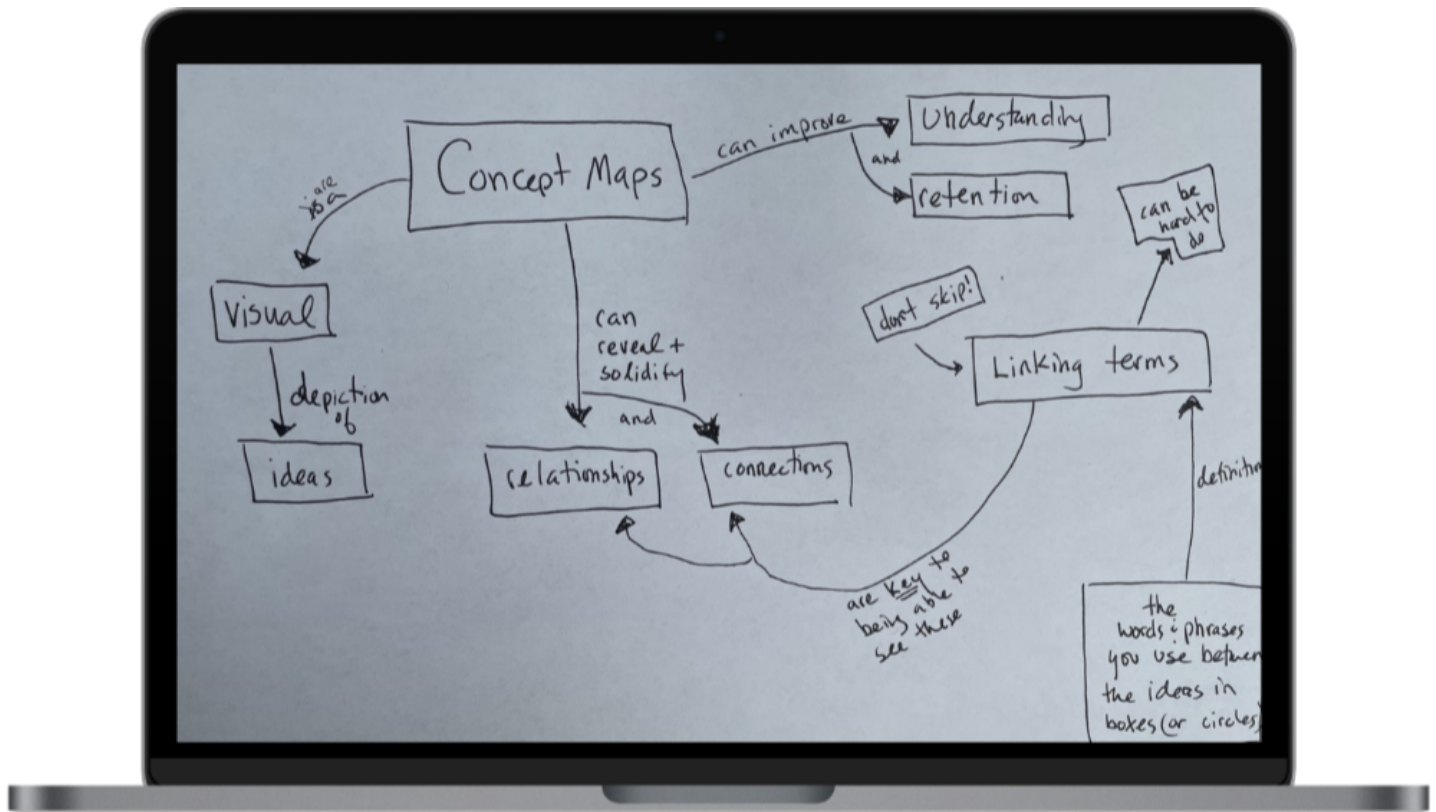 Concept Maps
can improve
Understanding
and
retention
are
is a
visual
depiction
of
ideas
can
reveal +
solidify
and
relationships
connections
can be
hard to
do
dont skip!
Linking terms
are key to
being able to
see these
definition
the
words & phrases
you use between
the ideas in
boxes (or circles)